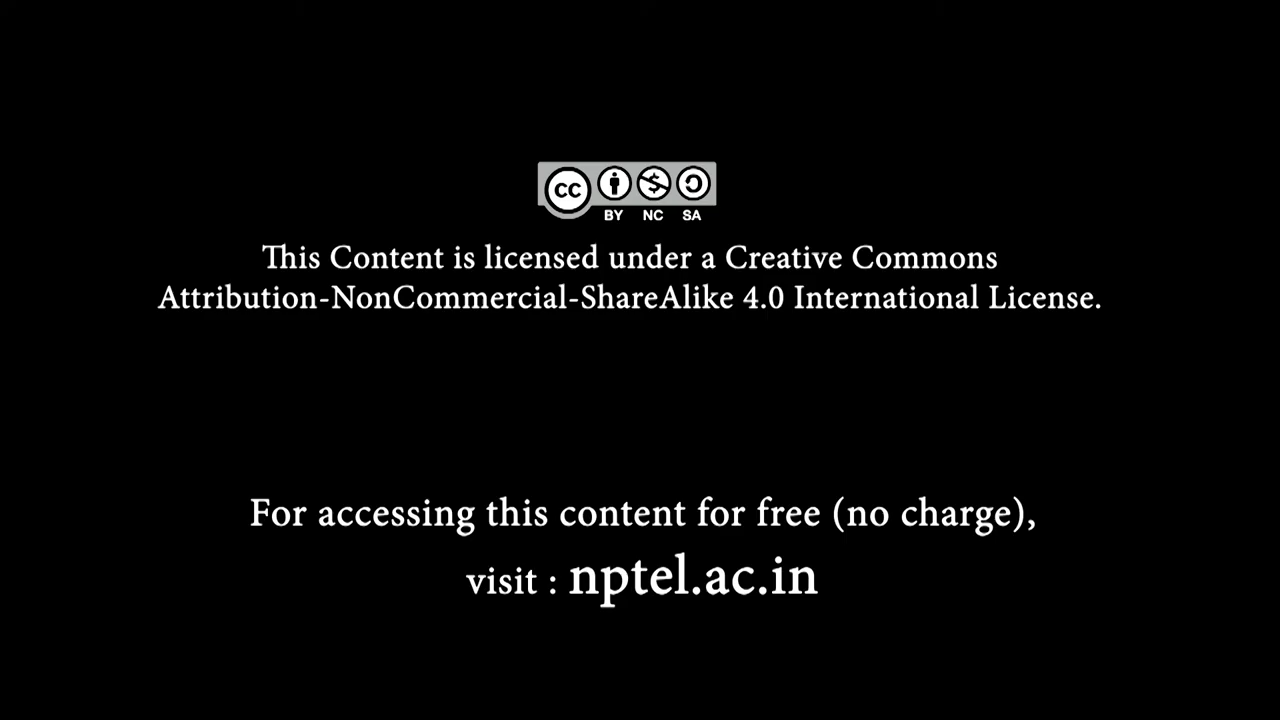 cc
BY NC SA
This Content is licensed under a Creative Commons
Attribution-NonCommercial-ShareAlike 4.0 International License.
For accessing this content for free (no charge),
visit : nptel.ac.in